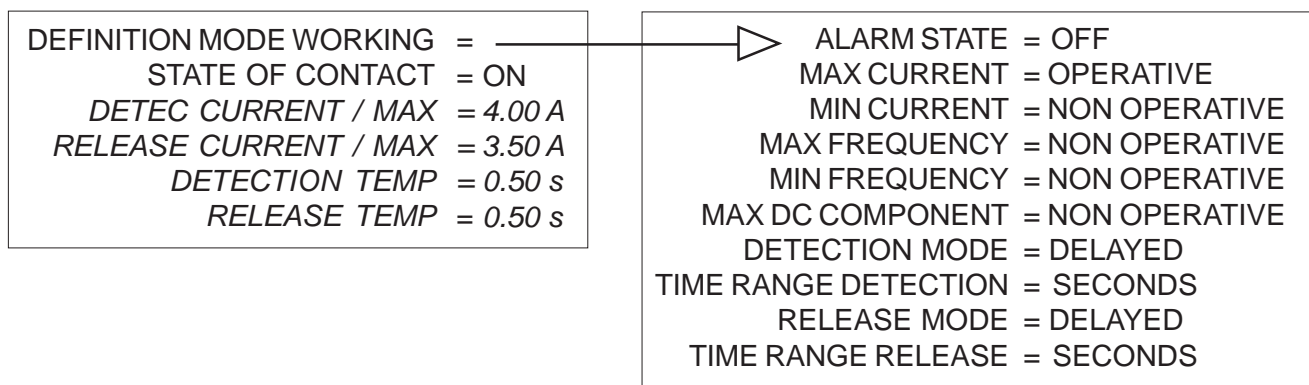 DEFINITION MODE WORKING =
STATE OF CONTACT = ON
DETEC CURRENT / MAX = 4.00 A
RELEASE CURRENT / MAX = 3.50 A
DETECTION TEMP = 0.50 s
RELEASE TEMP = 0.50 s
ALARM STATE = OFF
MAX CURRENT = OPERATIVE
MIN CURRENT = NON OPERATIVE
MAX FREQUENCY = NON OPERATIVE
MIN FREQUENCY = NON OPERATIVE
MAX DC COMPONENT = NON OPERATIVE
DETECTION MODE = DELAYED
TIME RANGE DETECTION = SECONDS
RELEASE MODE = DELAYED
TIME RANGE RELEASE = SECONDS